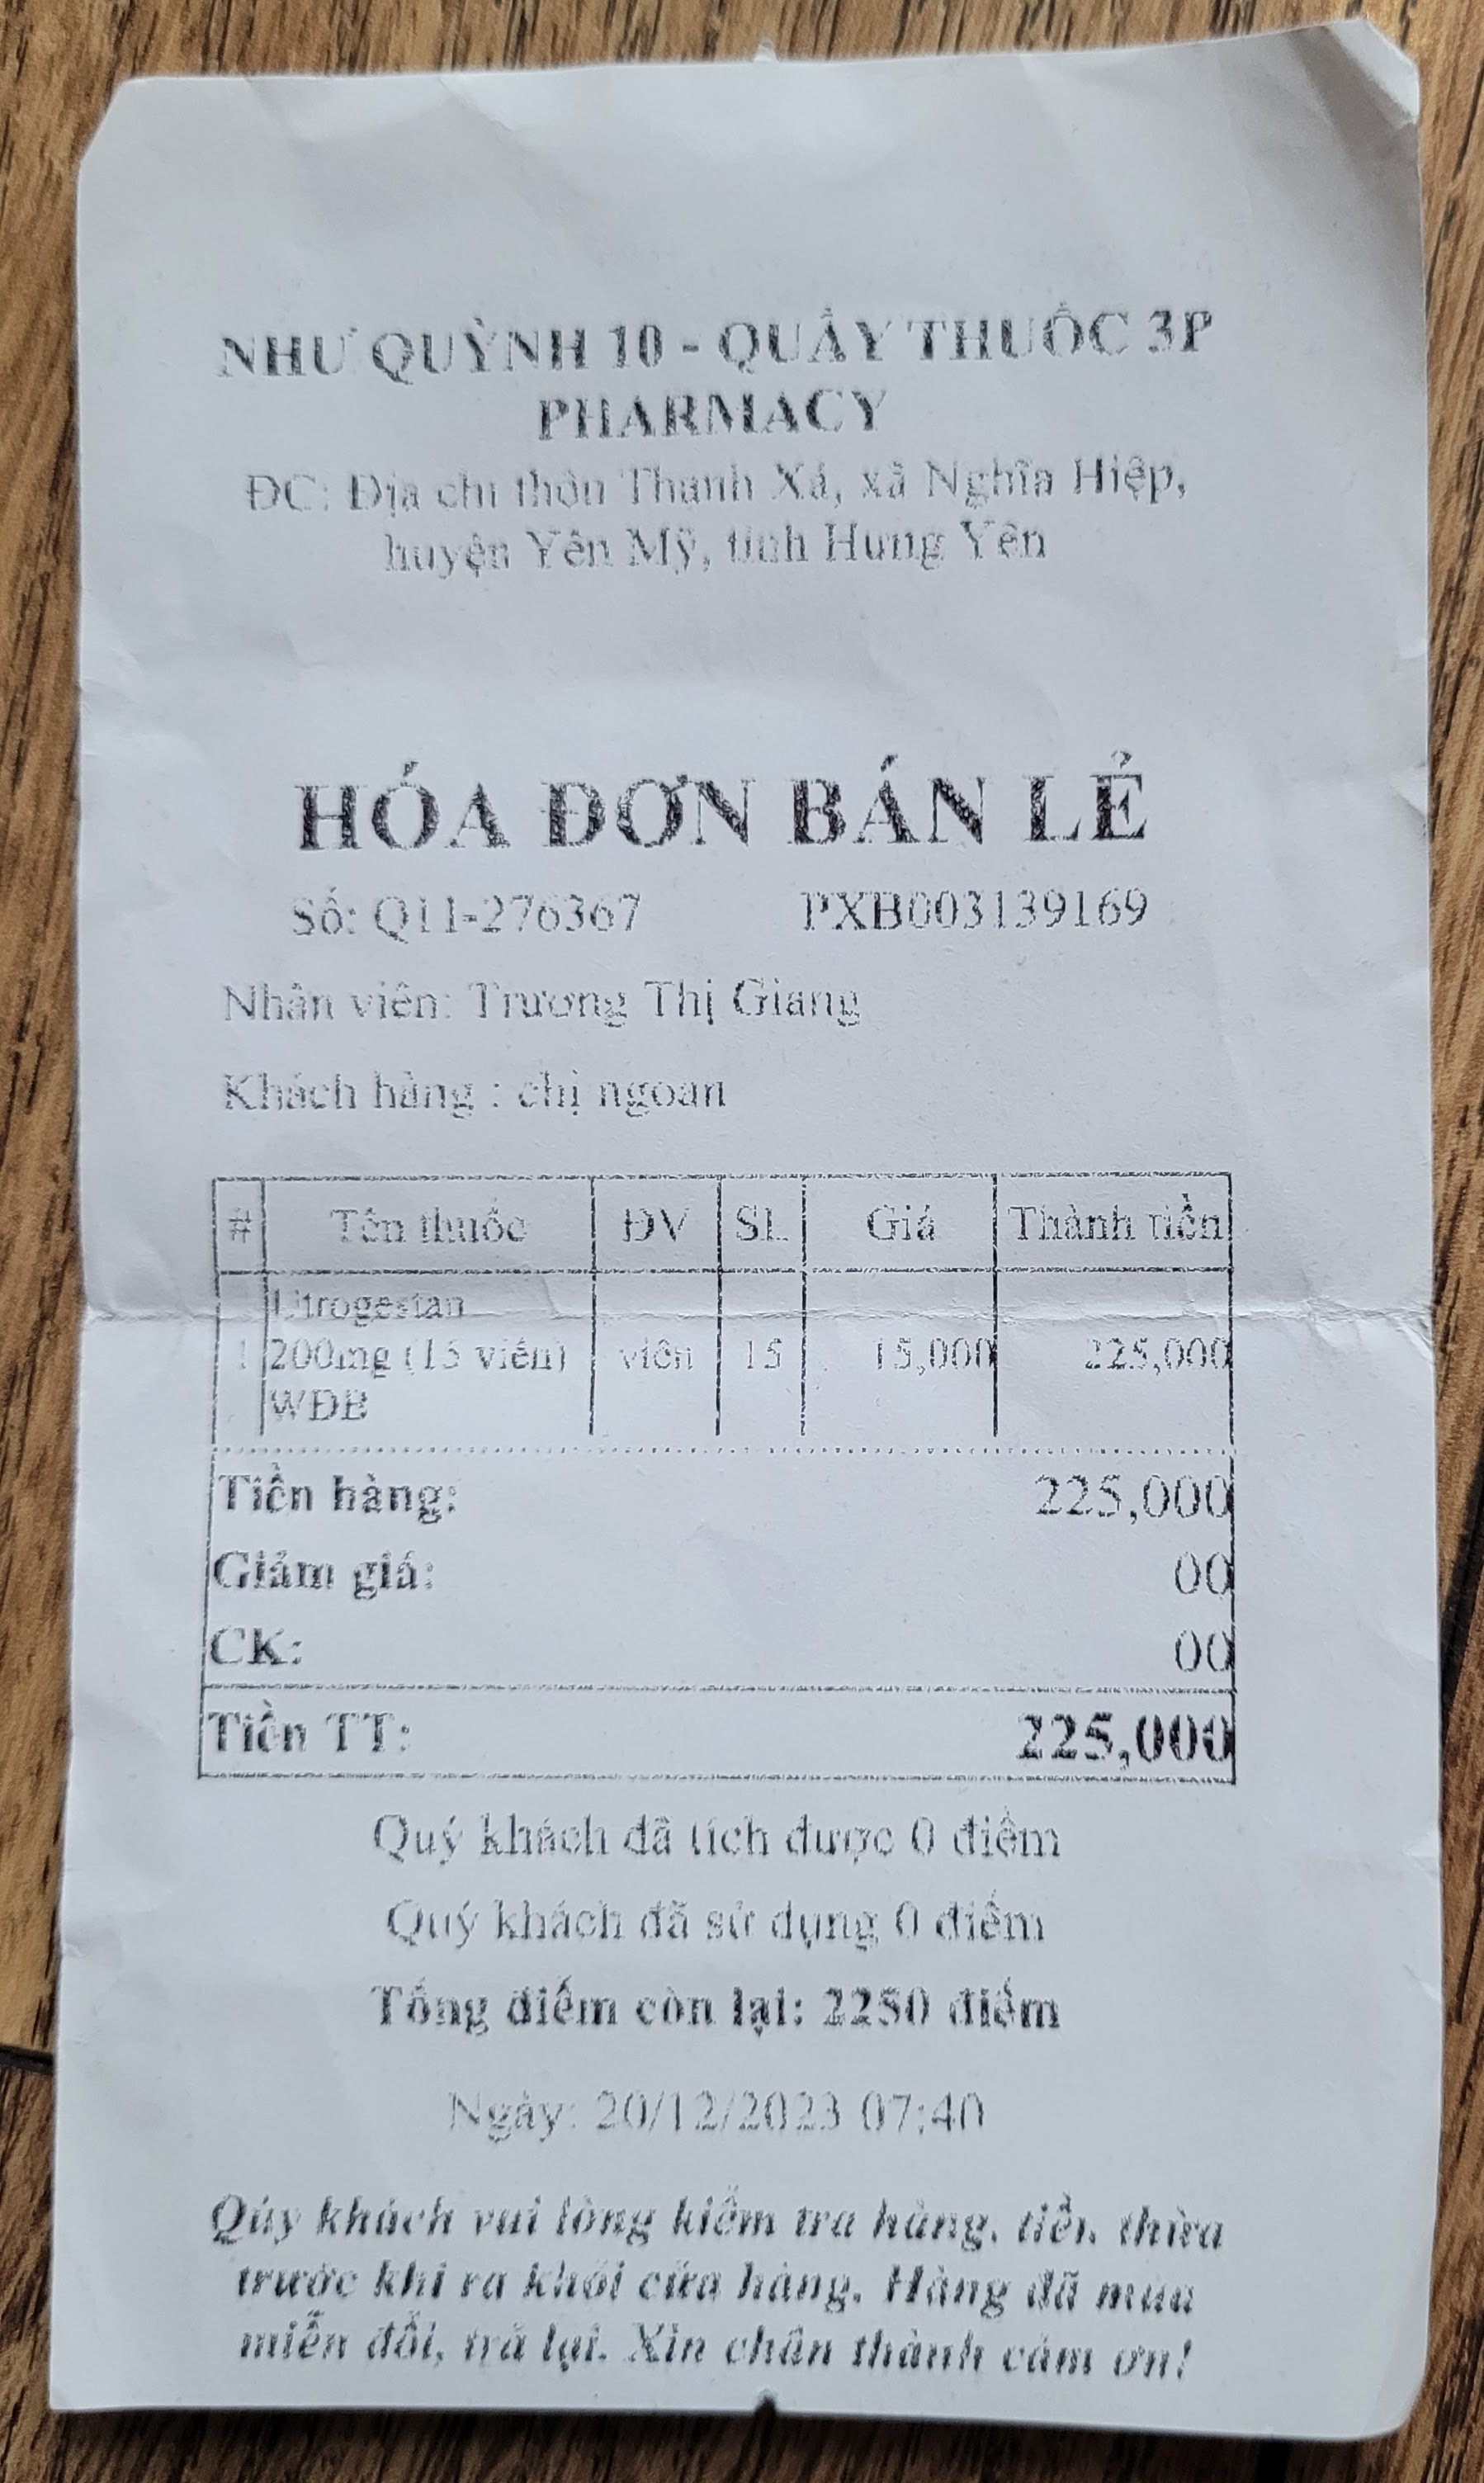 NHƯ QUỲNH 10 - QUẦY THUỐC 3P
PHARMACY
ĐC: Địa chỉ thôn Thanh Xá, xã Nghĩa Hiệp,
huyện Yên Mỹ, tỉnh Hưng Yên
HÓA ĐƠN BÁN LẺ
Số: Q11-276367 PXB003139169
Nhân viên: Trương Thị Giang
Khách hàng : chị ngoan
# Tên thuốc ĐV SL Giá Thành tiền
Utrogestan
1 200mg (15 viên) viên 15 15,000 225,000
WĐB
Tiền hàng: 225,000
Giảm giá: 00
CK: 00
Tiền TT: 225,000
Quý khách đã tích được 0 điểm
Quý khách đã sử dụng 0 điểm
Tổng điểm còn lại: 2250 điểm
Ngày: 20/12/2023 07:40
Qúy khách vui lòng kiểm tra hàng, tiền thừa
trước khi ra khỏi cửa hàng. Hàng đã mua
miễn đổi, trả lại. Xin chân thành cảm ơn!